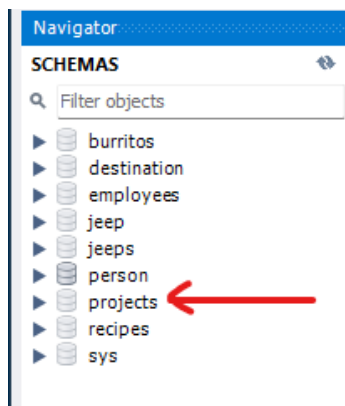 Navigator
SCHEMAS
Filter objects
burritos
destination
employees
jeep
jeeps
person
projects
recipes
sys